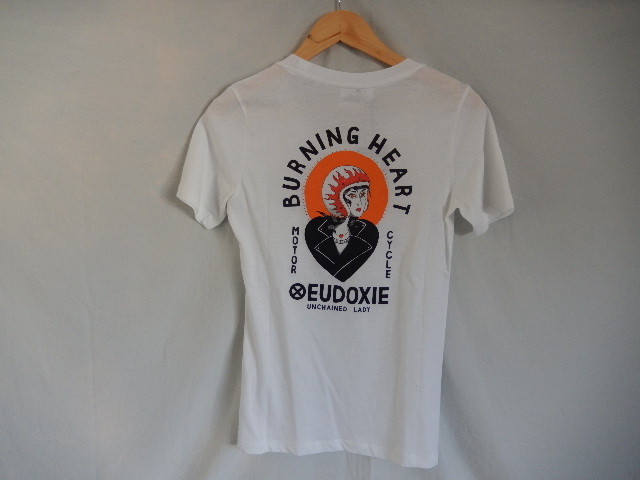 BURNING HEART
MOTOR CYCLE
EUDOXIE
UNCHAINED LADY